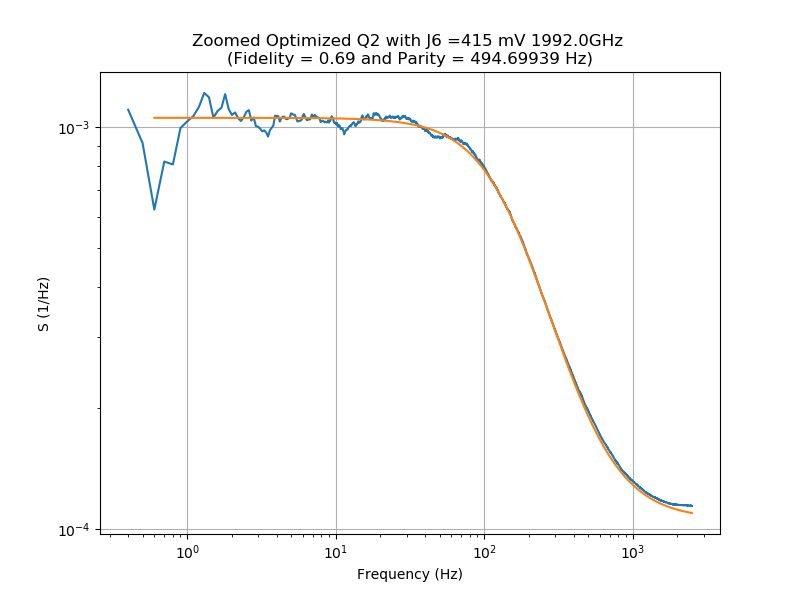 Zoomed Optimized Q2 with J6 =415 mV 1992.0GHz
(Fidelity = 0.69 and Parity = 494.69939 Hz)
10⁻³
S (1/Hz)
10⁻⁴
10⁰ 10¹ 10² 10³
Frequency (Hz)